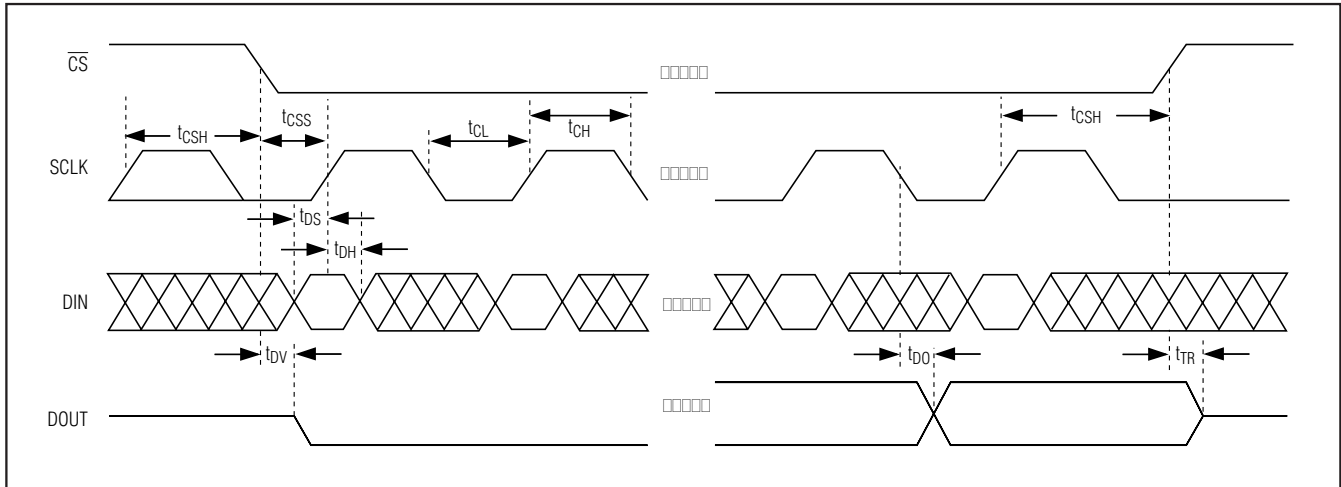 CS
tCSH
tCSS
tCL
tCH
tCSH
SCLK
tDS
tDH
DIN
tDV
tDO
tTR
DOUT